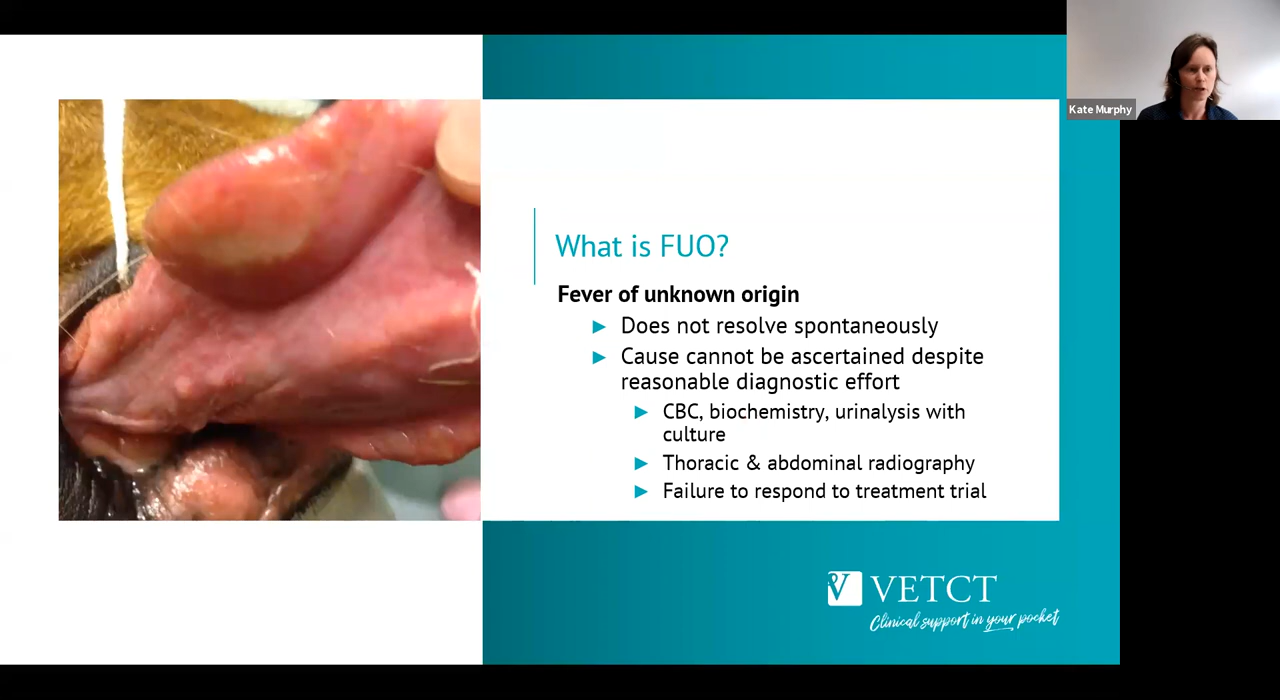 Kate Murphy
What is FUO?
Fever of unknown origin
Does not resolve spontaneously
Cause cannot be ascertained despite
reasonable diagnostic effort
CBC, biochemistry, urinalysis with
culture
Thoracic & abdominal radiography
Failure to respond to treatment trial
VETCT
Clinical support in your pocket